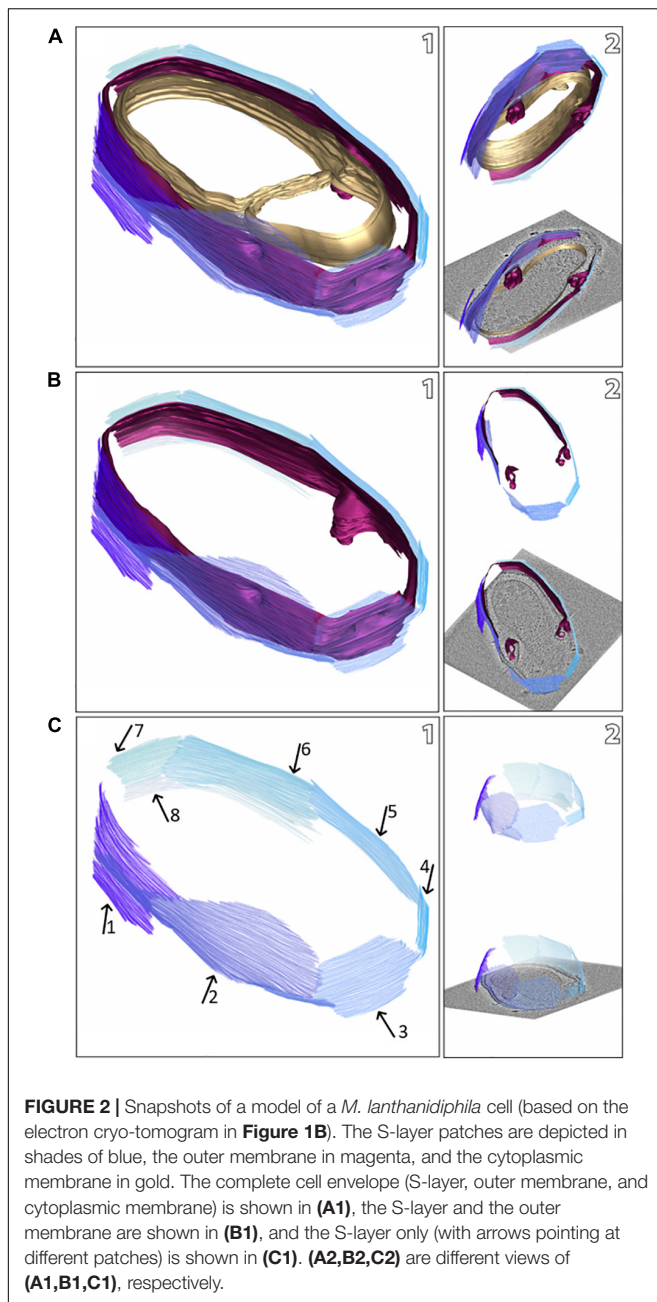 A
1
2
B
1
2
C
1
2
7
6
8
5
4
1
2
3
FIGURE 2 | Snapshots of a model of a M. lanthanidiphila cell (based on the
electron cryo-tomogram in Figure 1B). The S-layer patches are depicted in
shades of blue, the outer membrane in magenta, and the cytoplasmic
membrane in gold. The complete cell envelope (S-layer, outer membrane, and
cytoplasmic membrane) is shown in (A1), the S-layer and the outer
membrane are shown in (B1), and the S-layer only (with arrows pointing at
different patches) is shown in (C1). (A2,B2,C2) are different views of
(A1,B1,C1), respectively.